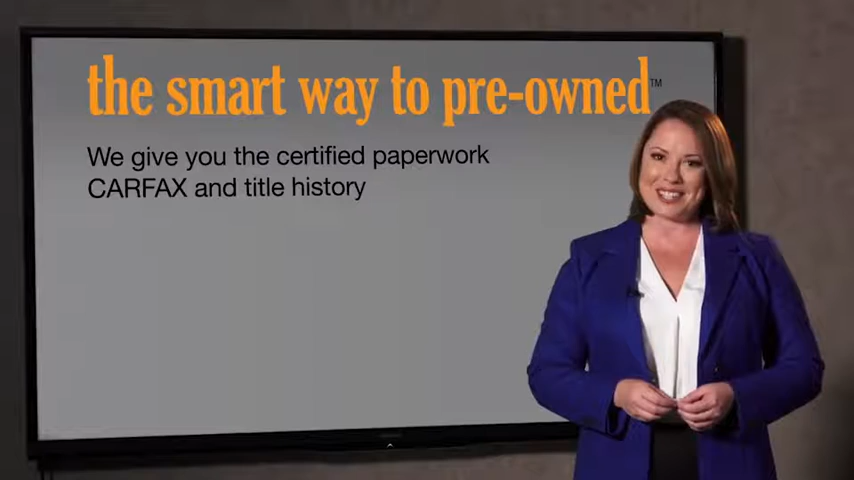 the smart way to pre-owned™
We give you the certified paperwork
CARFAX and title history